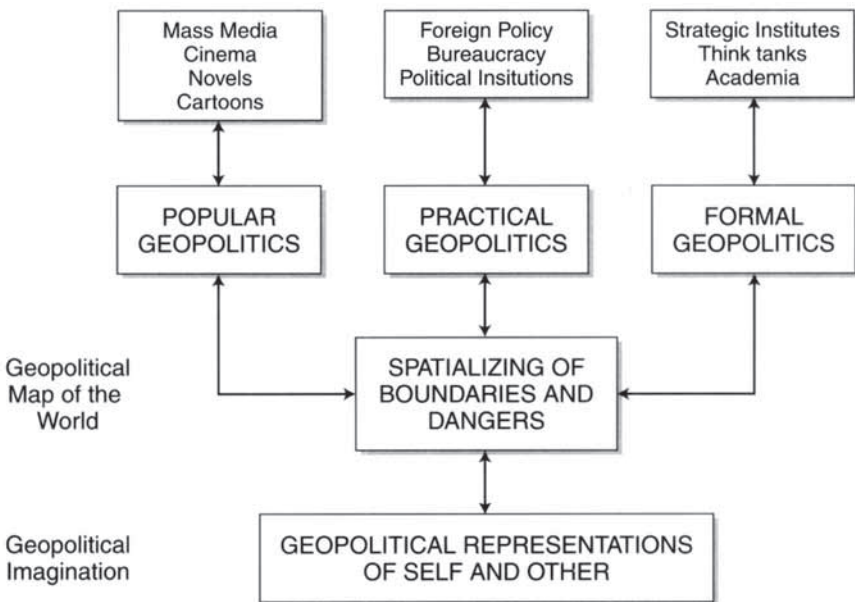 Mass Media
Cinema
Novels
Cartoons
Foreign Policy
Bureaucracy
Political Insitutions
Strategic Institutes
Think tanks
Academia
POPULAR
GEOPOLITICS
PRACTICAL
GEOPOLITICS
FORMAL
GEOPOLITICS
Geopolitical
Map of the
World
SPATIALIZING OF
BOUNDARIES AND
DANGERS
Geopolitical
Imagination
GEOPOLITICAL REPRESENTATIONS
OF SELF AND OTHER